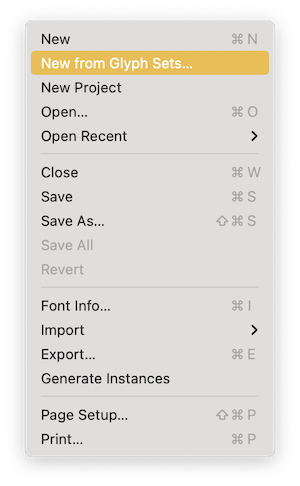 New ⌘ N
New from Glyph Sets...
New Project
Open... ⌘ O
Open Recent
Close ⌘ W
Save ⌘ S
Save As... ⇧ ⌘ S
Save All
Revert
Font Info... ⌘ I
Import
Export... ⌘ E
Generate Instances
Page Setup... ⇧ ⌘ P
Print... ⌘ P